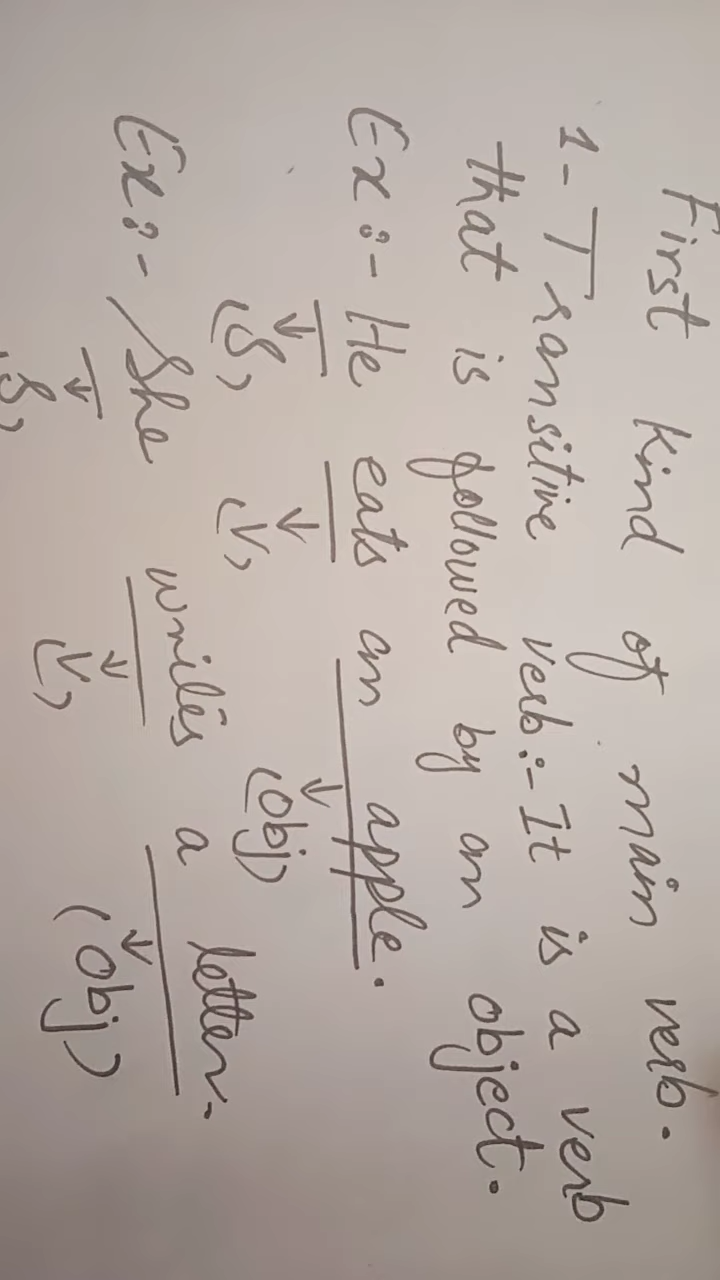 First kind of main verb.
1- Transitive verb:- It is a verb
that is followed by an object.
Ex:- He eats an apple.
(S) (V) (Obj)
Ex:- She writes a letter.
(S) (V) (Obj)